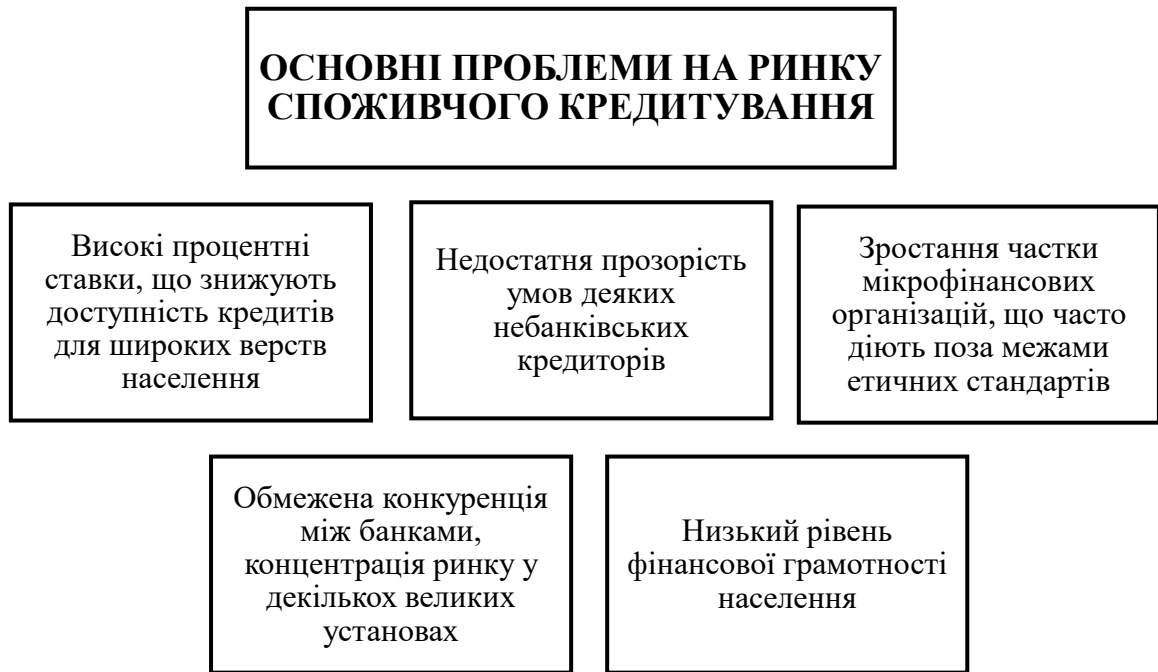 ОСНОВНІ ПРОБЛЕМИ НА РИНКУ
СПОЖИВЧОГО КРЕДИТУВАННЯ
Високі процентні
ставки, що знижують
доступність кредитів
для широких верств
населення
Недостатня прозорість
умов деяких
небанківських
кредиторів
Зростання частки
мікрофінансових
організацій, що часто
діють поза межами
етичних стандартів
Обмежена конкуренція
між банками,
концентрація ринку у
декількох великих
установах
Низький рівень
фінансової грамотності
населення